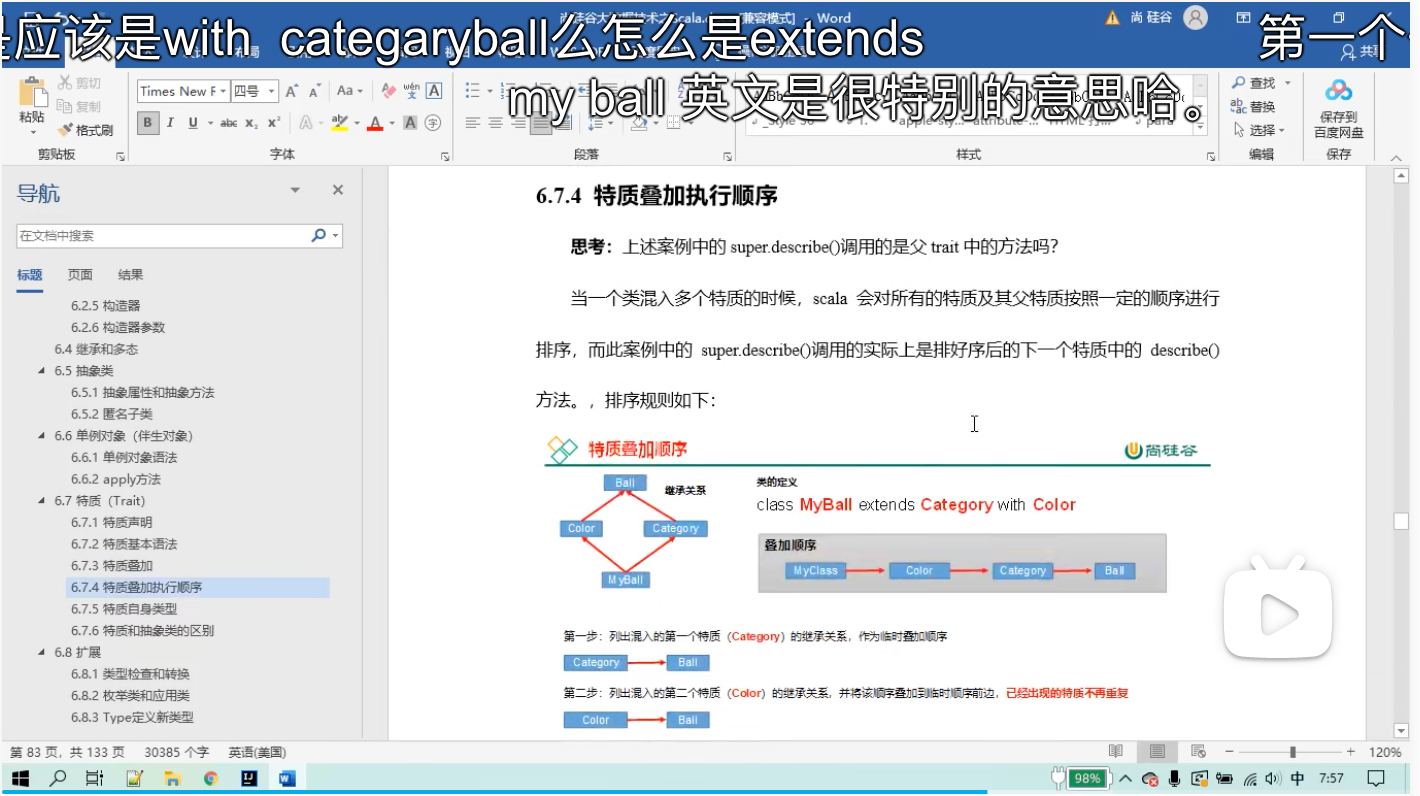 是应该是with categaryball么怎么是extends
第一个
my ball 英文是很特别的意思哈。
Word
尚 硅谷
剪切
复制
格式刷
粘贴
剪贴板
Times New F
四号
字体
段落
样式
查找
替换
选择
编辑
保存到
百度网盘
保存
导航
在文档中搜索
标题 页面 结果
6.2.5 构造器
6.2.6 构造器参数
6.4 继承和多态
6.5 抽象类
6.5.1 抽象属性和抽象方法
6.5.2 匿名子类
6.6 单例对象（伴生对象）
6.6.1 单例对象语法
6.6.2 apply方法
6.7 特质（Trait）
6.7.1 特质声明
6.7.2 特质基本语法
6.7.3 特质叠加
6.7.4 特质叠加执行顺序
6.7.5 特质自身类型
6.7.6 特质和抽象类的区别
6.8 扩展
6.8.1 类型检查和转换
6.8.2 枚举类和应用类
6.8.3 Type定义新类型
6.7.4 特质叠加执行顺序
思考：上述案例中的 super.describe()调用的是父 trait 中的方法吗？
当一个类混入多个特质的时候，scala 会对所有的特质及其父特质按照一定的顺序进行
排序，而此案例中的 super.describe()调用的实际上是排好序后的下一个特质中的 describe()
方法。，排序规则如下：
特质叠加顺序
尚硅谷
Ball
继承关系
Color
Category
MyBall
类的定义
class MyBall extends Category with Color
叠加顺序
MyClass Color Category Ball
第一步：列出混入的第一个特质（Category）的继承关系，作为临时叠加顺序
Category Ball
第二步：列出混入的第二个特质（Color）的继承关系，并将该顺序叠加到临时顺序前边，已经出现的特质不再重复
Color Ball
第 83 页，共 133 页 30385 个字 英语(美国)
120%
98%
中
7:57